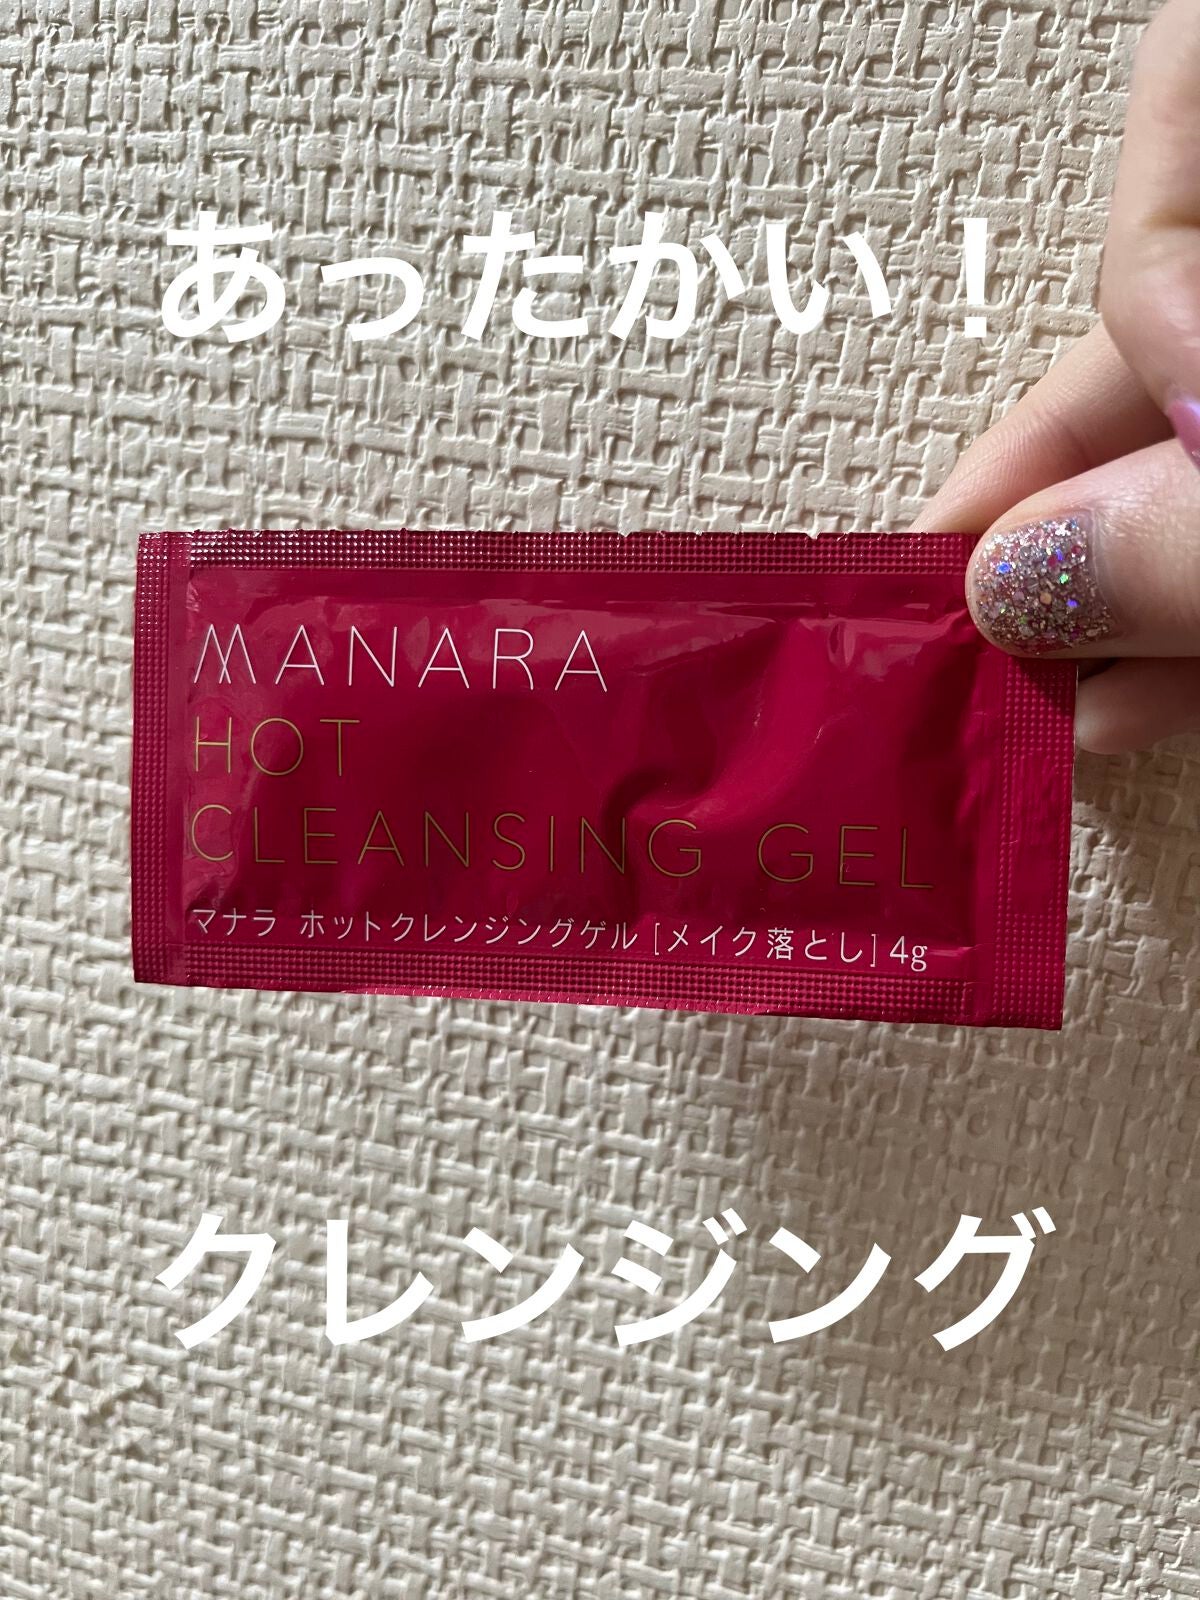 あったかい！
MANARA
HOT
CLEANSING GEL
マナラ ホットクレンジングゲル [メイク落とし] 4g
クレンジング